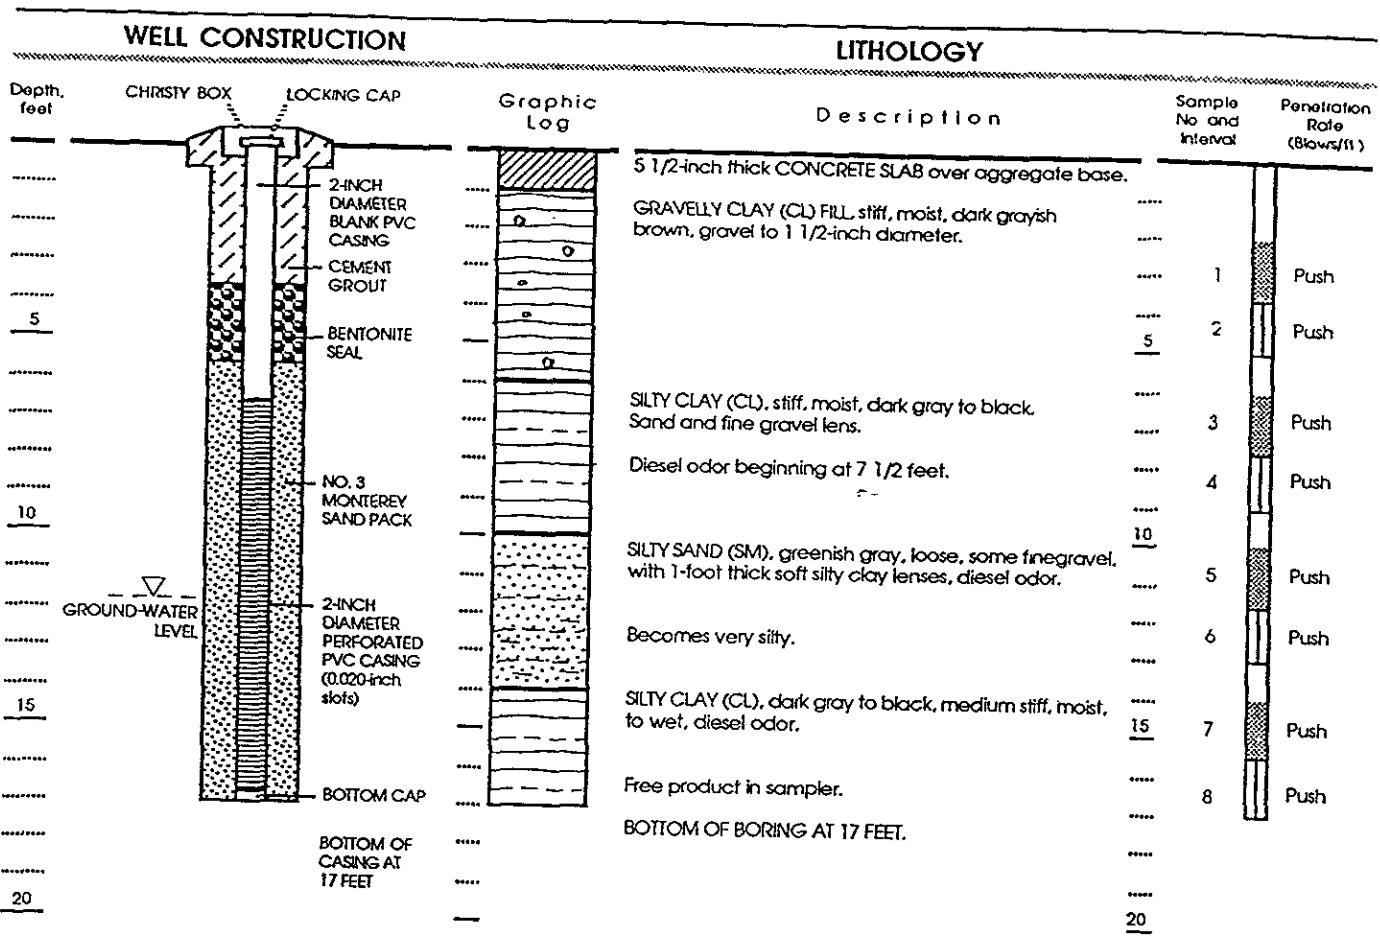 WELL CONSTRUCTION
LITHOLOGY
Depth,
feet
CHRISTY BOX
LOCKING CAP
Graphic
Log
Description
Sample
No and
Interval
Penetration
Rate
(Blows/ft)
2-INCH
DIAMETER
BLANK PVC
CASING
CEMENT
GROUT
5
BENTONITE
SEAL
NO. 3
MONTEREY
SAND PACK
10
GROUND-WATER
LEVEL
2-INCH
DIAMETER
PERFORATED
PVC CASING
(0.020-inch
slots)
15
BOTTOM CAP
BOTTOM OF
CASING AT
17 FEET
20
5 1/2-inch thick CONCRETE SLAB over aggregate base.
GRAVELLY CLAY (CL) FILL, stiff, moist, dark grayish
brown, gravel to 1 1/2-inch diameter.
SILTY CLAY (CL), stiff, moist, dark gray to black.
Sand and fine gravel lens.
Diesel odor beginning at 7 1/2 feet.
SILTY SAND (SM), greenish gray, loose, some finegravel,
with 1-foot thick soft silty clay lenses, diesel odor.
Becomes very silty.
SILTY CLAY (CL), dark gray to black, medium stiff, moist,
to wet, diesel odor.
Free product in sampler.
BOTTOM OF BORING AT 17 FEET.
1 Push
5 2 Push
3 Push
4 Push
10
5 Push
6 Push
15 7 Push
8 Push
20